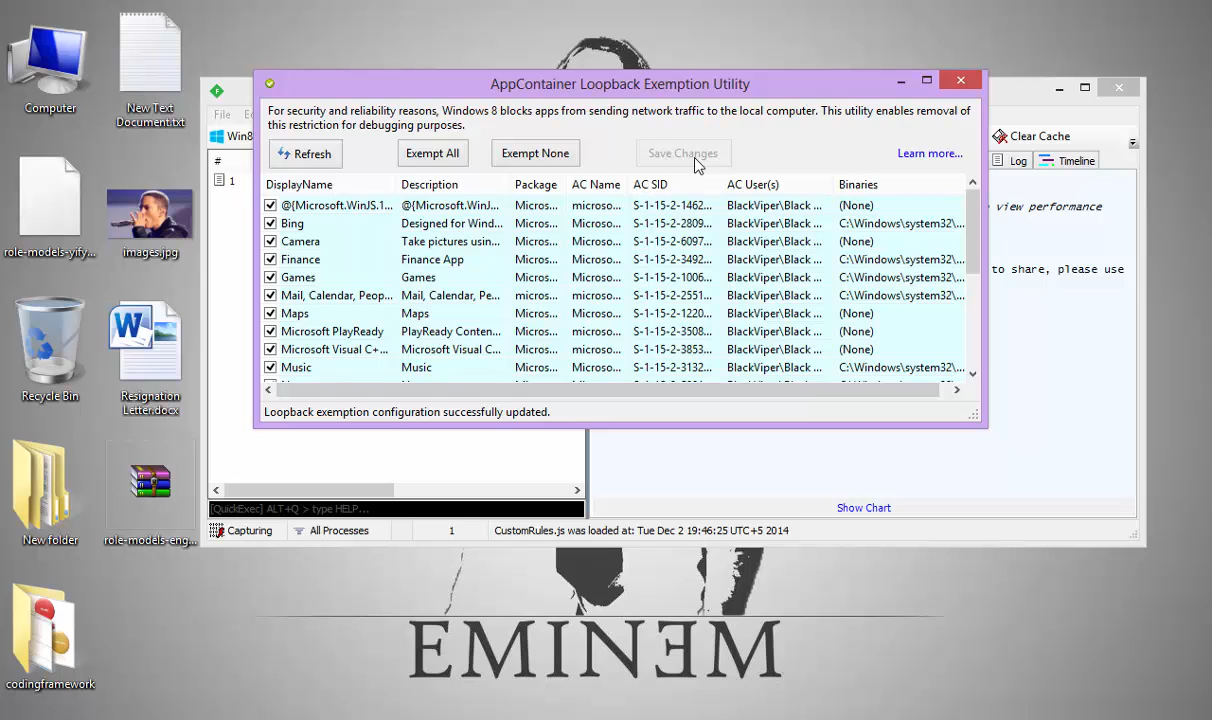 Computer
New Text
Document.txt
role-models-yify...
images.jpg
Recycle Bin
Resignation
Letter.docx
New folder
role-models-eng...
codingframework
AppContainer Loopback Exemption Utility
For security and reliability reasons, Windows 8 blocks apps from sending network traffic to the local computer. This utility enables removal of
this restriction for debugging purposes.
Refresh
Exempt All
Exempt None
Save Changes
Learn more...
DisplayName Description Package AC Name AC SID AC User(s) Binaries
@{Microsoft.WinJS.1... @{Microsoft.WinJ... Micros... microso... S-1-15-2-1462... BlackViper\Black ... (None)
Bing Designed for Wind... Micros... microso... S-1-15-2-2809... BlackViper\Black ... C:\Windows\system32\...
Camera Take pictures usin... Micros... microso... S-1-15-2-6097... BlackViper\Black ... (None)
Finance Finance App Micros... microso... S-1-15-2-3492... BlackViper\Black ... C:\Windows\system32\...
Games Games Micros... microso... S-1-15-2-1006... BlackViper\Black ... C:\Windows\system32\...
Mail, Calendar, Peop... Mail, Calendar, Pe... Micros... microso... S-1-15-2-2551... BlackViper\Black ... C:\Windows\system32\...
Maps Maps Micros... microso... S-1-15-2-1220... BlackViper\Black ... (None)
Microsoft PlayReady PlayReady Conten... Micros... microso... S-1-15-2-3508... BlackViper\Black ... (None)
Microsoft Visual C+... Microsoft Visual C... Micros... microso... S-1-15-2-3853... BlackViper\Black ... (None)
Music Music Micros... microso... S-1-15-2-3132... BlackViper\Black ... C:\Windows\system32\...
Loopback exemption configuration successfully updated.
File
Win8
#
1
Clear Cache
Log
Timeline
view performance
to share, please use
Show Chart
[QuickExec] ALT+Q > type HELP...
Capturing All Processes 1 CustomRules.js was loaded at: Tue Dec 2 19:46:25 UTC+5 2014
EMINƎM